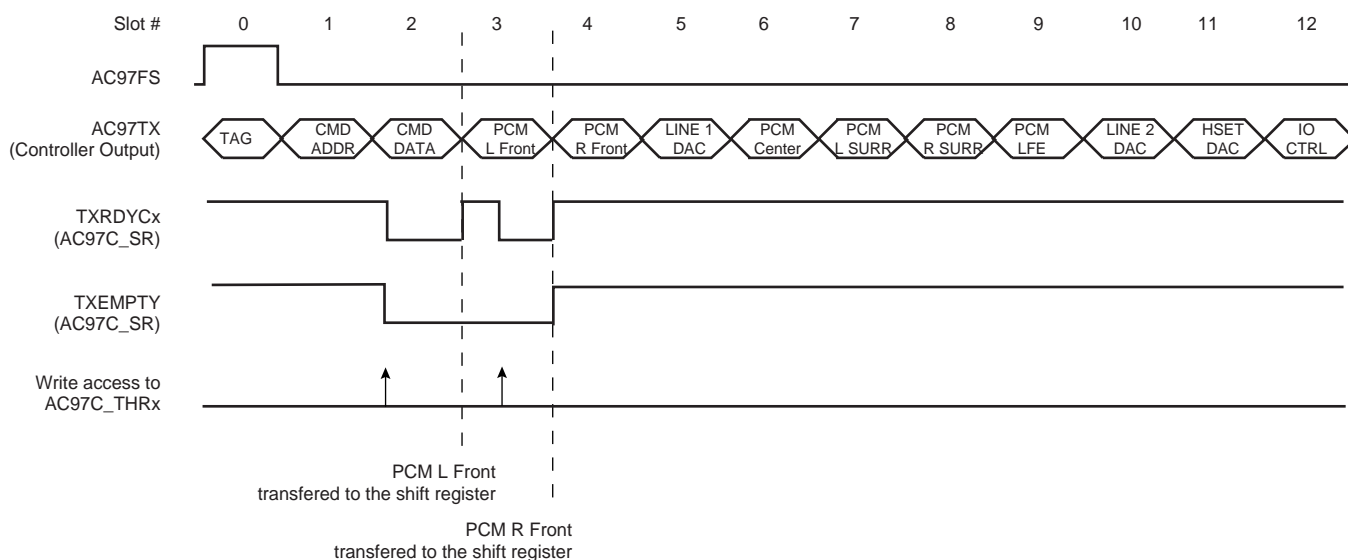 Slot # 0 1 2 3 4 5 6 7 8 9 10 11 12
AC97FS
AC97TX
(Controller Output)
TAG
CMD
ADDR
CMD
DATA
PCM
L Front
PCM
R Front
LINE 1
DAC
PCM
Center
PCM
L SURR
PCM
R SURR
PCM
LFE
LINE 2
DAC
HSET
DAC
IO
CTRL
TXRDYCx
(AC97C_SR)
TXEMPTY
(AC97C_SR)
Write access to
AC97C_THRx
PCM L Front
transfered to the shift register
PCM R Front
transfered to the shift register